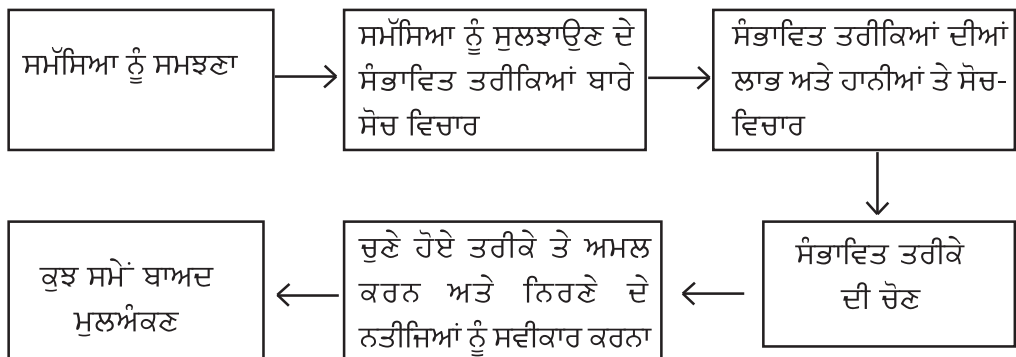 ਸਮੱਸਿਆ ਨੂੰ ਸਮਝਣਾ
ਸਮੱਸਿਆ ਨੂੰ ਸੁਲਝਾਉਣ ਦੇ
ਸੰਭਾਵਿਤ ਤਰੀਕਿਆਂ ਬਾਰੇ
ਸੋਚ ਵਿਚਾਰ
ਸੰਭਾਵਿਤ ਤਰੀਕਿਆਂ ਦੀਆਂ
ਲਾਭ ਅਤੇ ਹਾਨੀਆਂ ਤੇ ਸੋਚ-
ਵਿਚਾਰ
ਸੰਭਾਵਿਤ ਤਰੀਕੇ
ਦੀ ਚੋਣ
ਚੁਣੇ ਹੋਏ ਤਰੀਕੇ ਤੇ ਅਮਲ
ਕਰਨ ਅਤੇ ਨਿਰਣੇ ਦੇ
ਨਤੀਜਿਆਂ ਨੂੰ ਸਵੀਕਾਰ ਕਰਨਾ
ਕੁਝ ਸਮੇਂ ਬਾਅਦ
ਮੁਲਅੰਕਣ